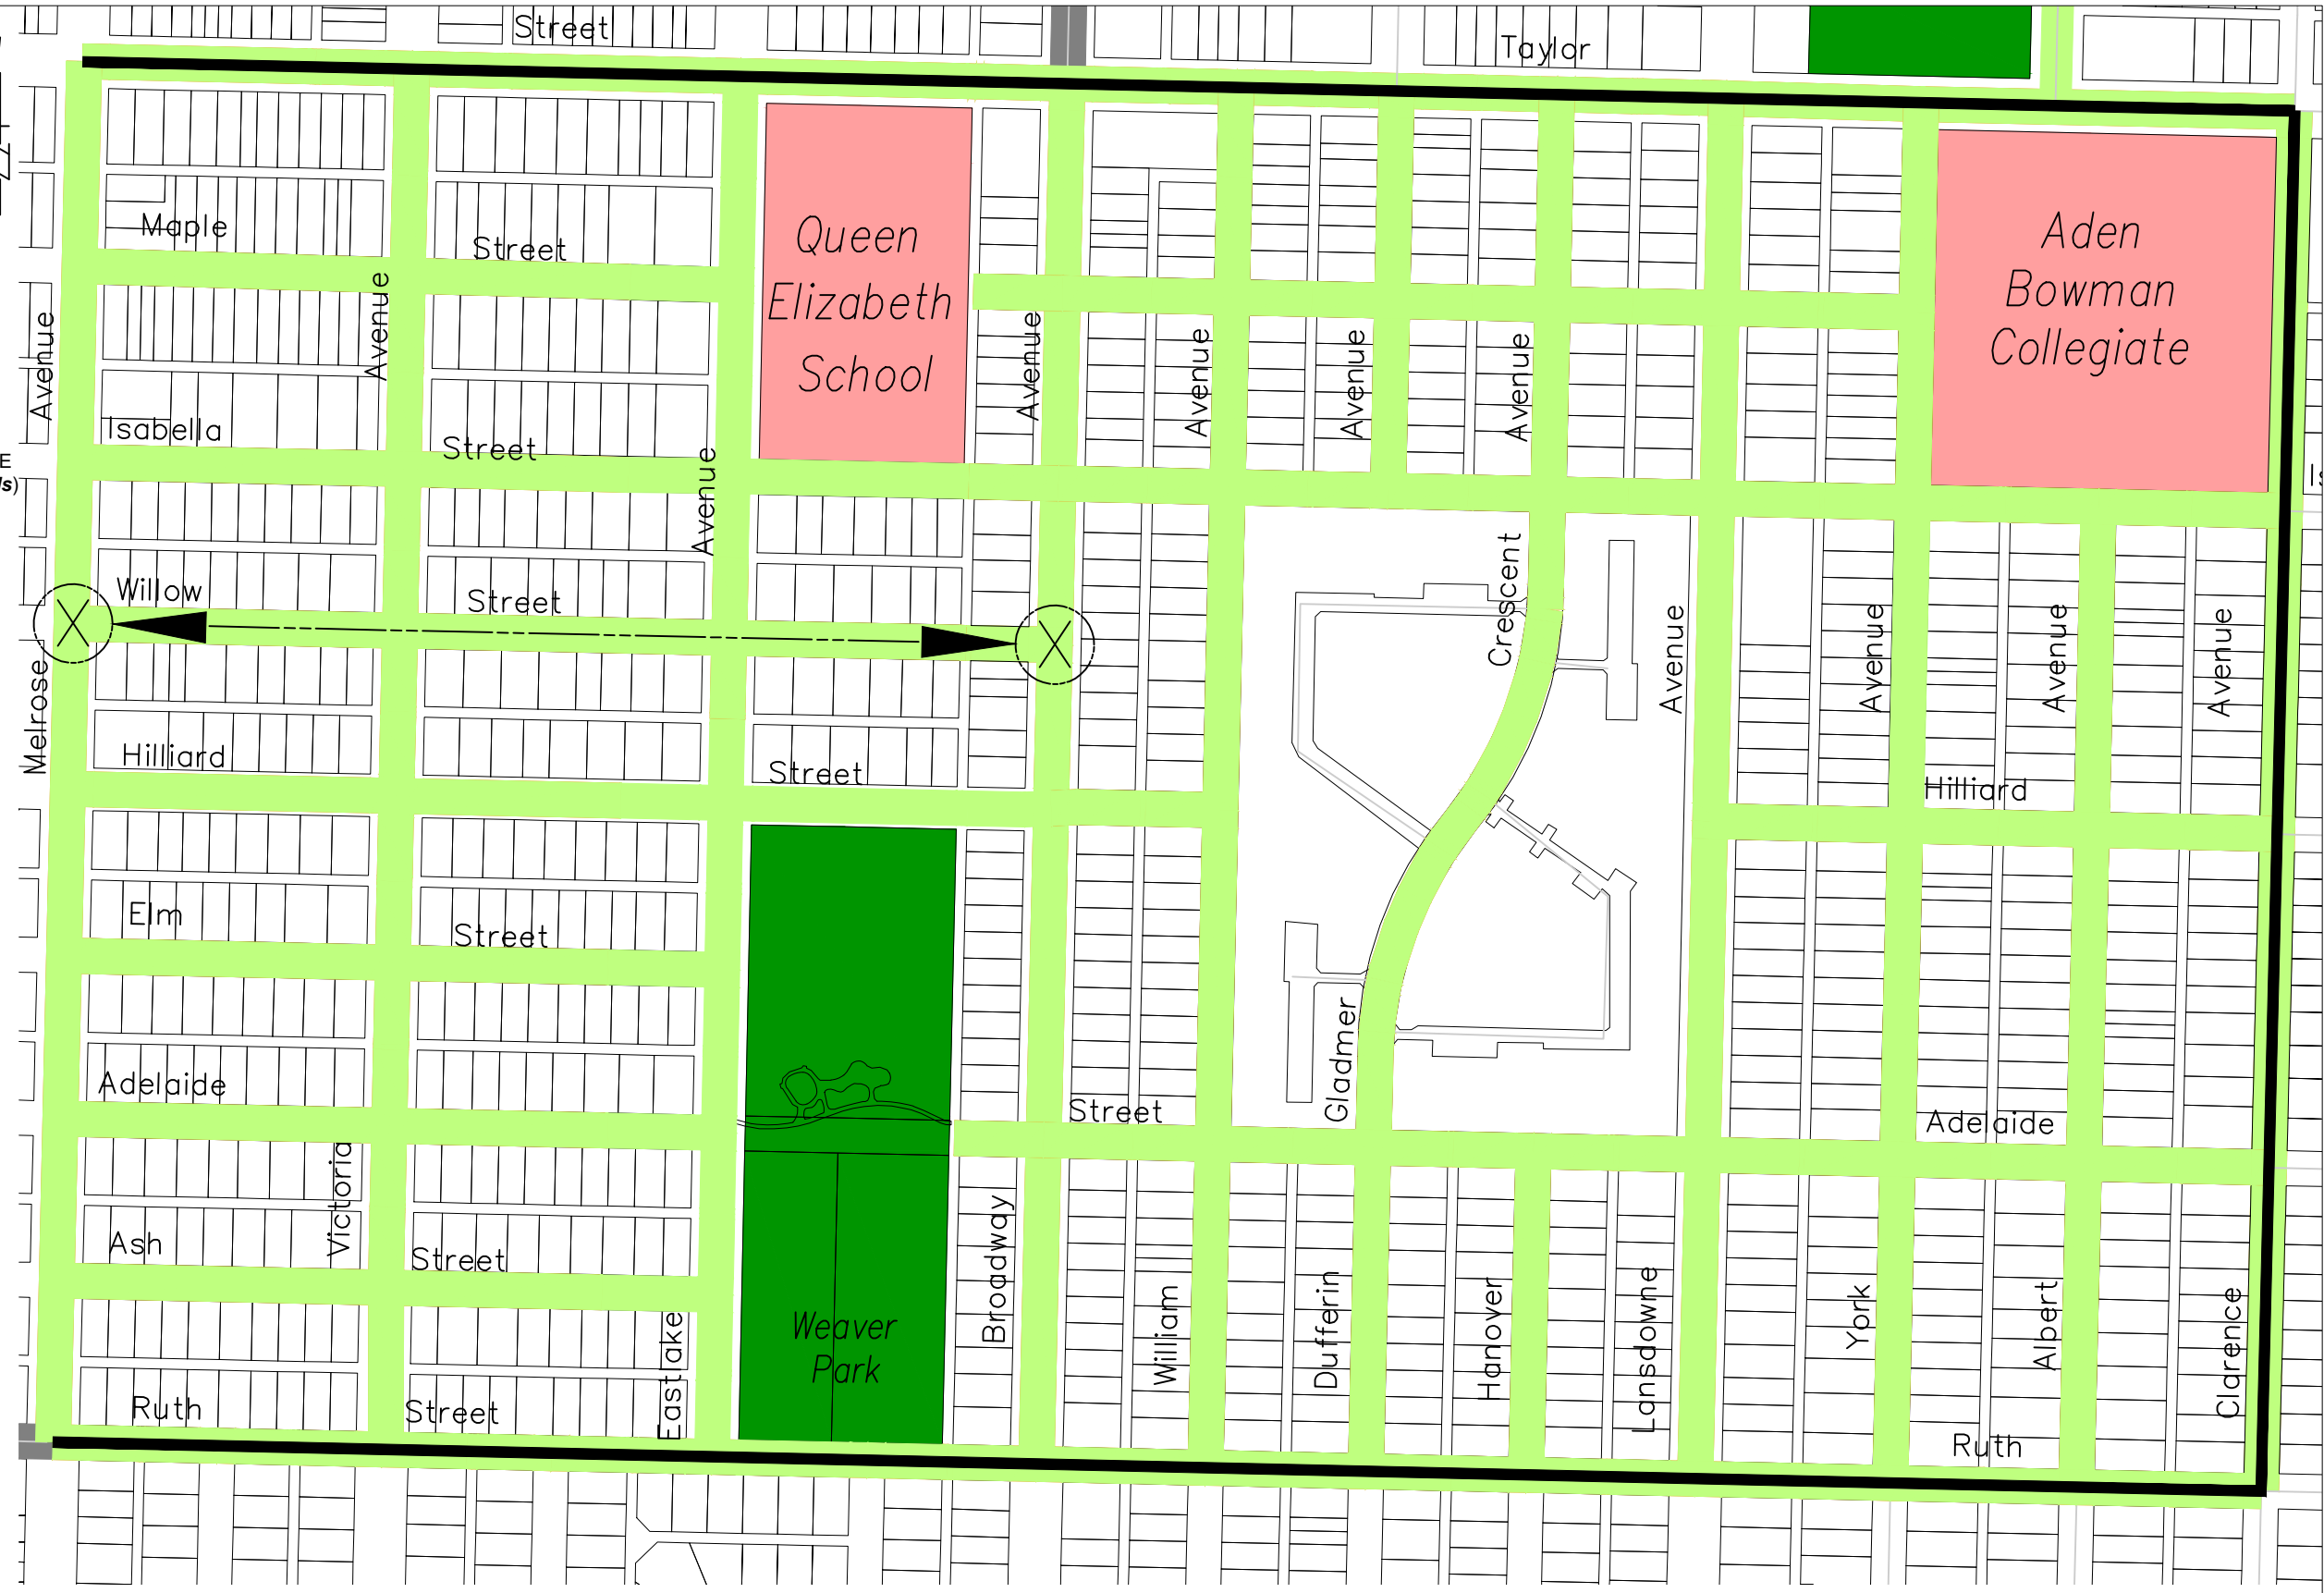 Street
Taylor
Maple
Street
Queen
Elizabeth
School
Aden
Bowman
Collegiate
Avenue
Avenue
Avenue
Avenue
Avenue
Avenue
Isabella
Street
Avenue
E
s)
Is
Willow
Street
Crescent
Avenue
Avenue
Avenue
Avenue
Melrose
Hilliard
Street
Hilliard
Elm
Street
Adelaide
Gladmer
Street
Adelaide
Victoria
Ash
Street
Weaver
Park
Eastlake
Broadway
William
Dufferin
Hanover
Lansdowne
York
Albert
Clarence
Ruth
Street
Ruth